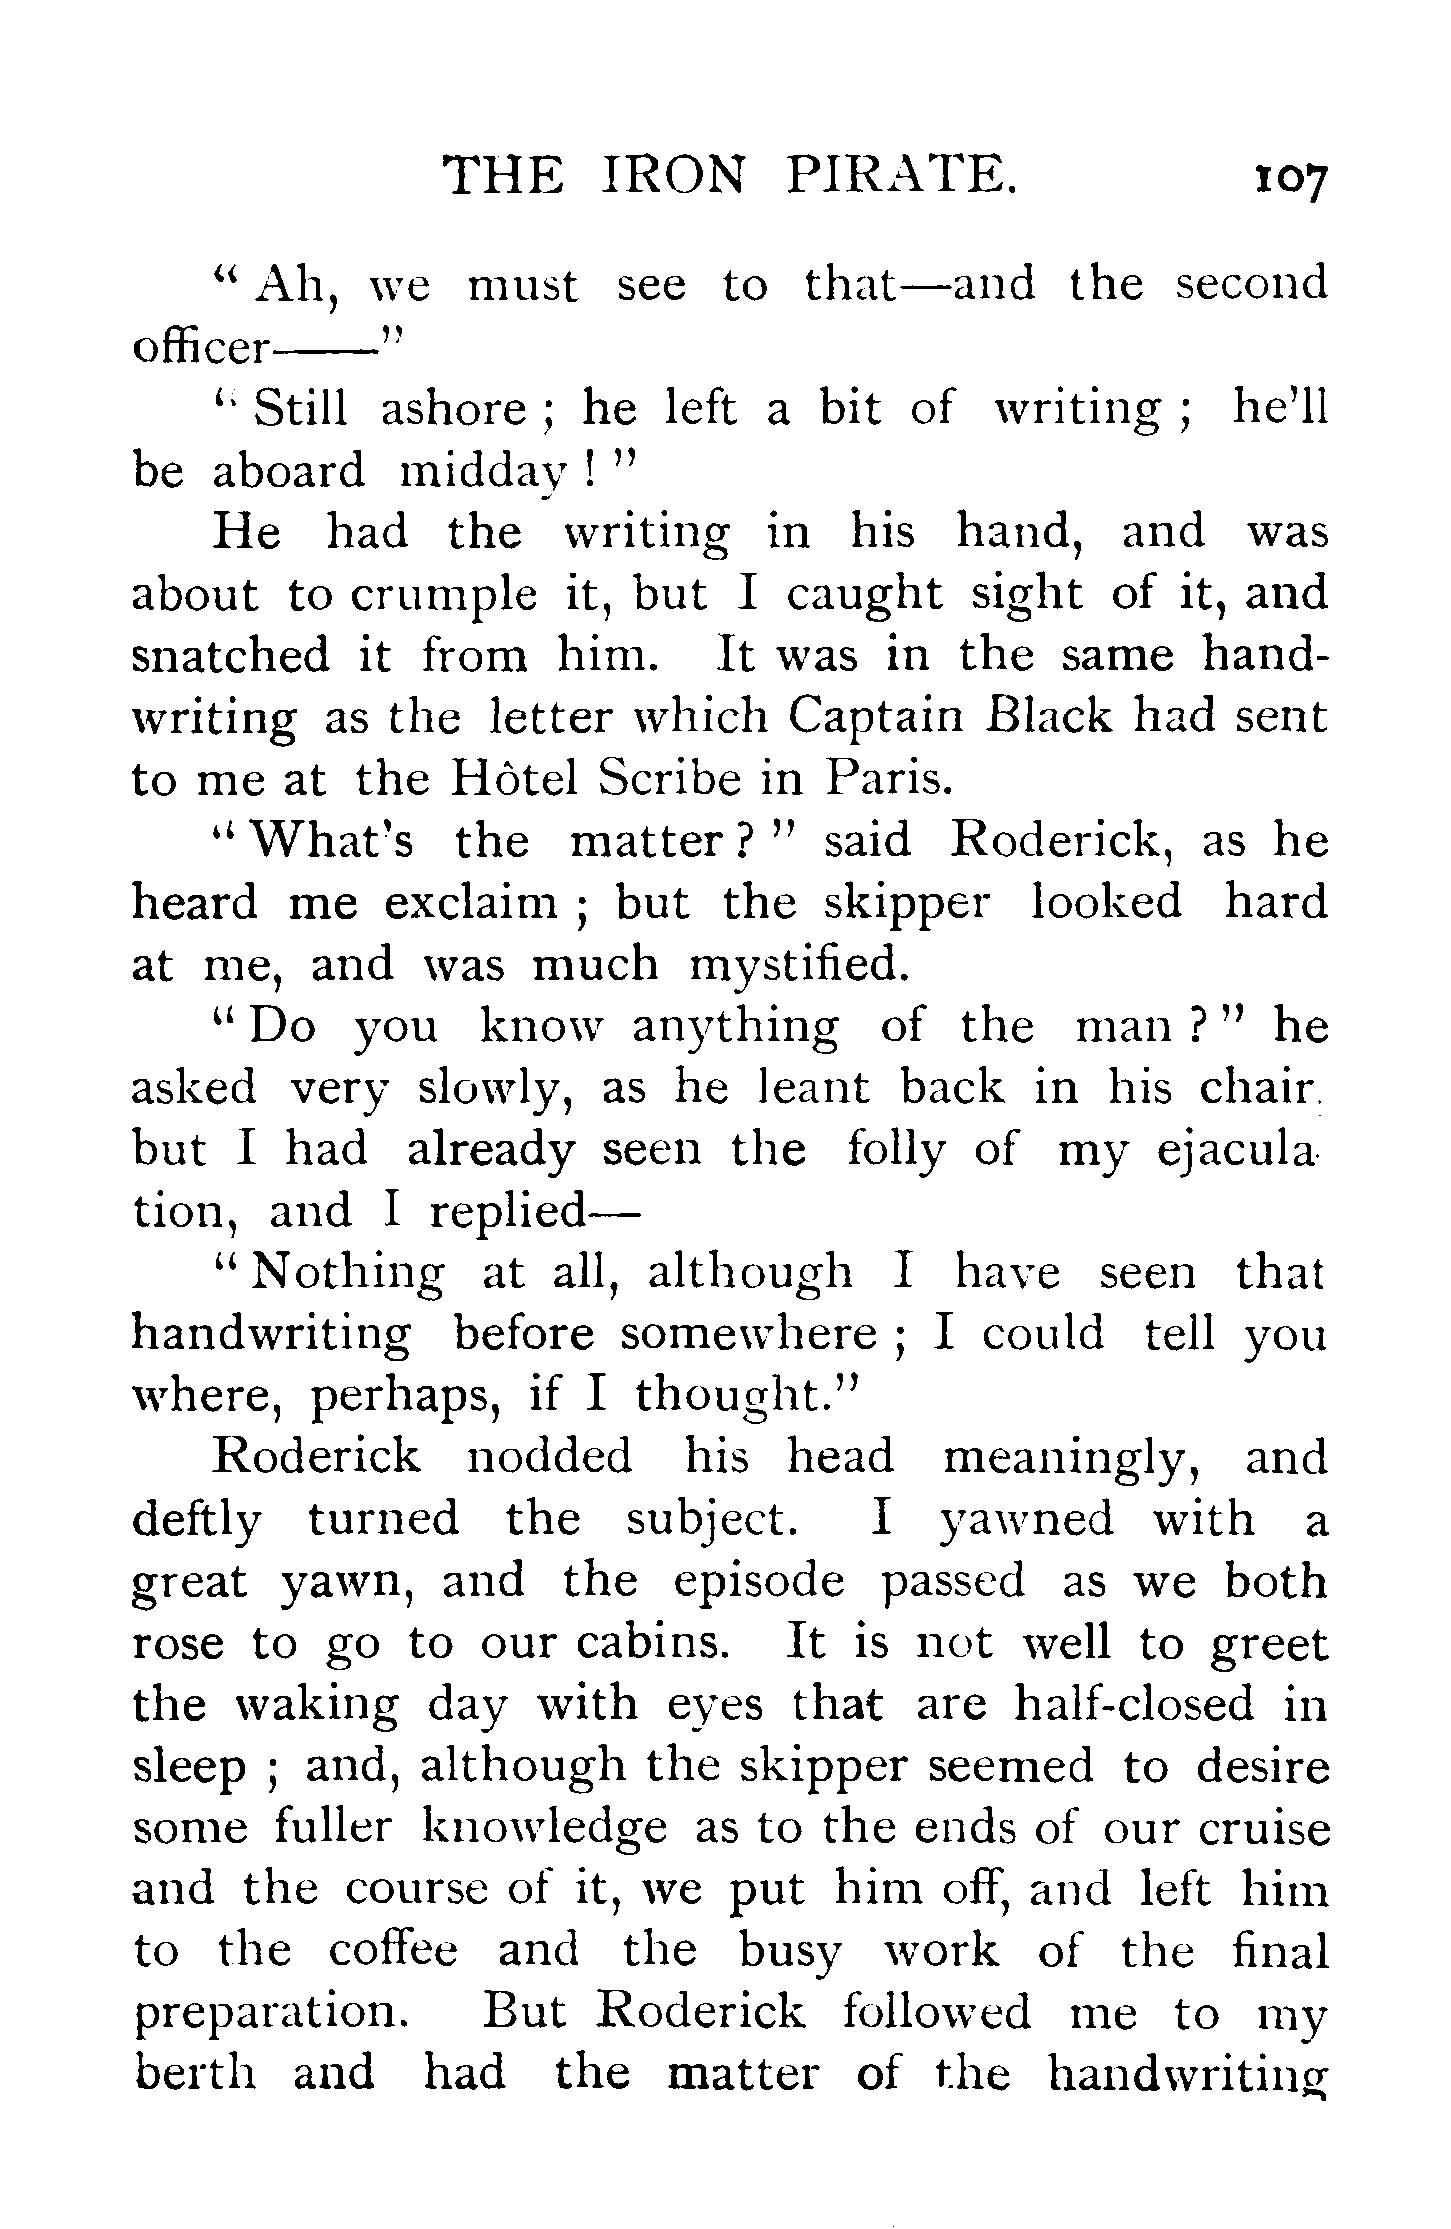 THE IRON PIRATE. 107
" Ah, we must see to that—and the second
officer——"
" Still ashore ; he left a bit of writing ; he'll
be aboard midday ! "
He had the writing in his hand, and was
about to crumple it, but I caught sight of it, and
snatched it from him. It was in the same hand-
writing as the letter which Captain Black had sent
to me at the Hôtel Scribe in Paris.
" What's the matter ? " said Roderick, as he
heard me exclaim ; but the skipper looked hard
at me, and was much mystified.
" Do you know anything of the man ? " he
asked very slowly, as he leant back in his chair.
but I had already seen the folly of my ejacula-
tion, and I replied—
" Nothing at all, although I have seen that
handwriting before somewhere ; I could tell you
where, perhaps, if I thought."
Roderick nodded his head meaningly, and
deftly turned the subject. I yawned with a
great yawn, and the episode passed as we both
rose to go to our cabins. It is not well to greet
the waking day with eyes that are half-closed in
sleep ; and, although the skipper seemed to desire
some fuller knowledge as to the ends of our cruise
and the course of it, we put him off, and left him
to the coffee and the busy work of the final
preparation. But Roderick followed me to my
berth and had the matter of the handwriting